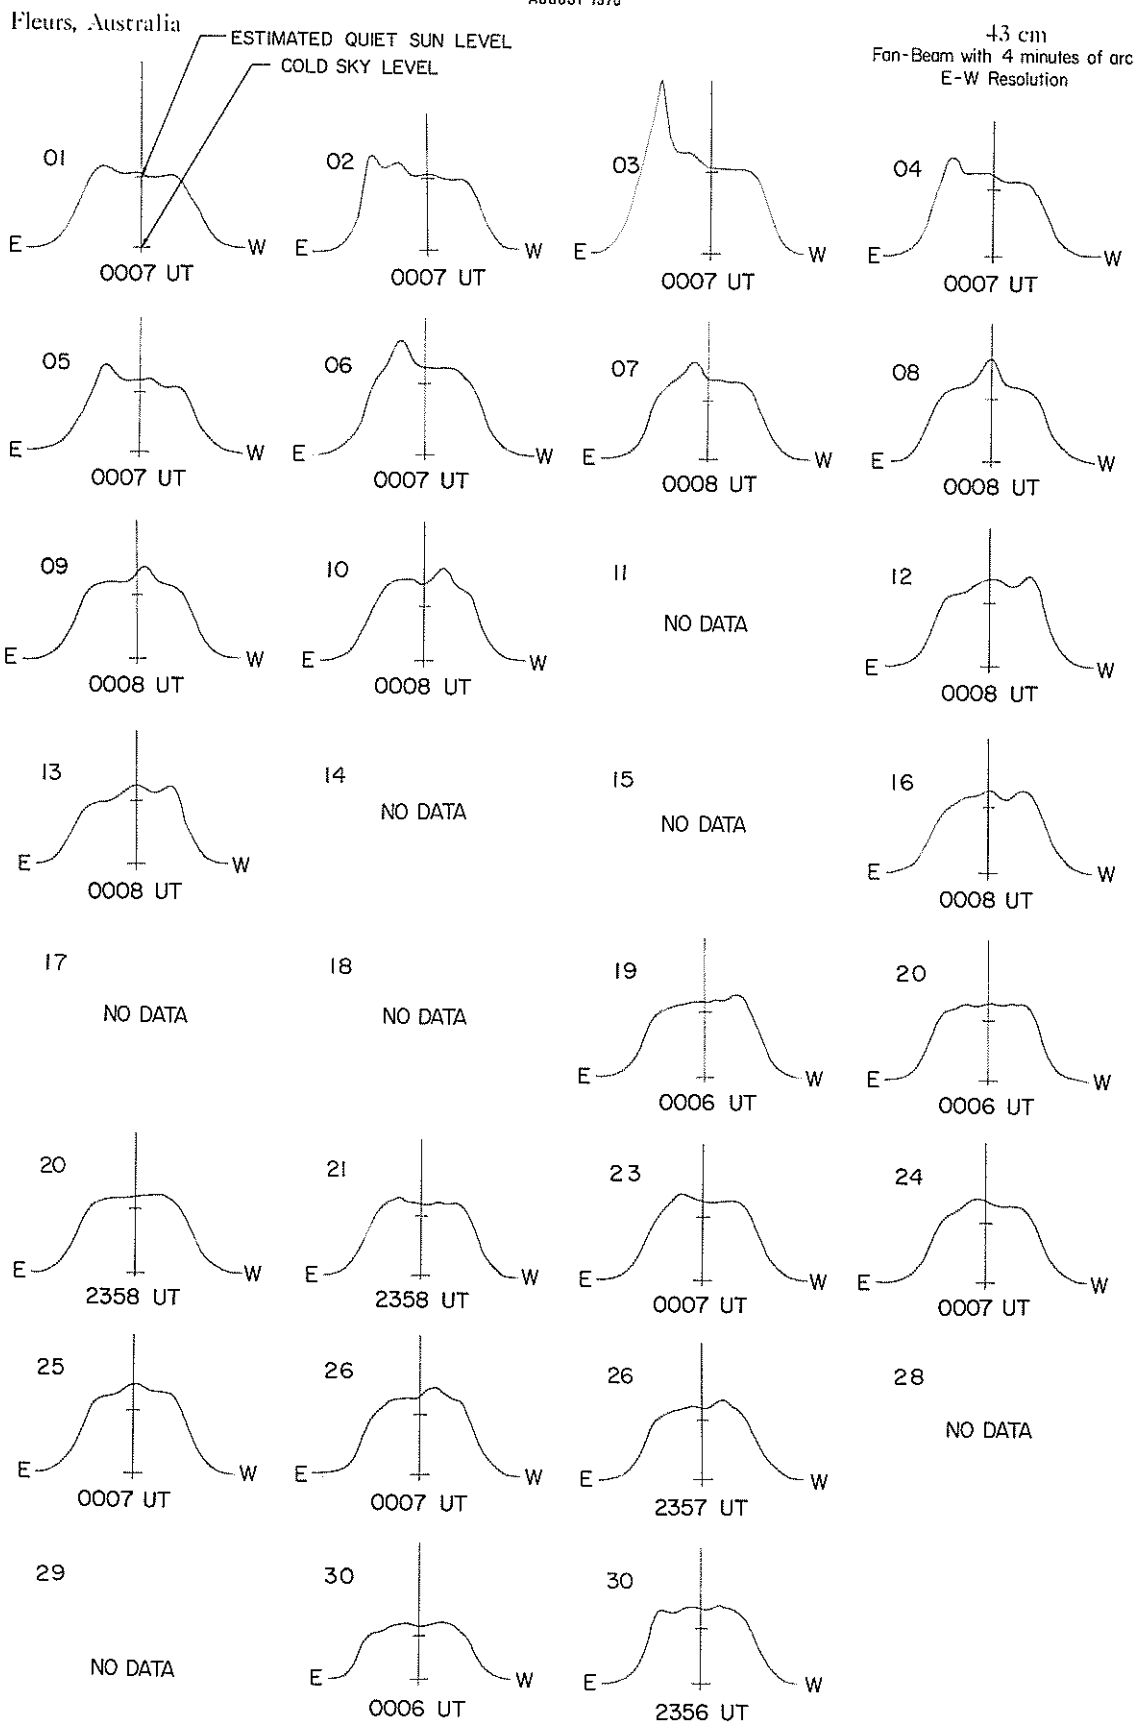 Fleurs, Australia
ESTIMATED QUIET SUN LEVEL
COLD SKY LEVEL
43 cm
Fan-Beam with 4 minutes of arc
E-W Resolution
01
E W
0007 UT
02
E W
0007 UT
03
E W
0007 UT
04
E W
0007 UT
05
E W
0007 UT
06
E W
0007 UT
07
E W
0008 UT
08
E W
0008 UT
09
E W
0008 UT
10
E W
0008 UT
11
NO DATA
12
E W
0008 UT
13
E W
0008 UT
14
NO DATA
15
NO DATA
16
E W
0008 UT
17
NO DATA
18
NO DATA
19
E W
0006 UT
20
E W
0006 UT
20
E W
2358 UT
21
E W
2358 UT
23
E W
0007 UT
24
E W
0007 UT
25
E W
0007 UT
26
E W
0007 UT
26
E W
2357 UT
28
NO DATA
29
NO DATA
30
E W
0006 UT
30
E W
2356 UT